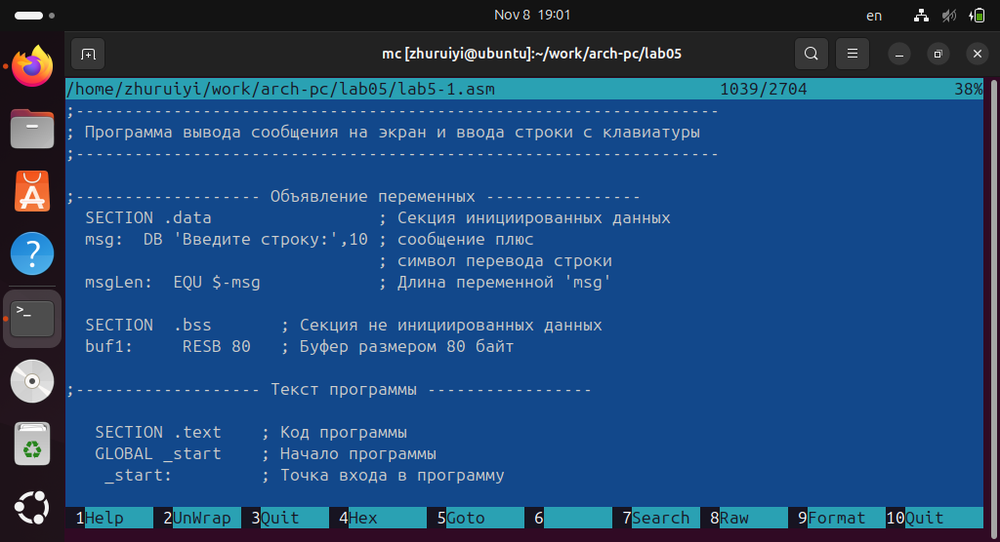 Nov 8 19:01
en
mc [zhuruiyi@ubuntu]:~/work/arch-pc/lab05
/home/zhuruiyi/work/arch-pc/lab05/lab5-1.asm 1039/2704 38%
;------------------------------------------------------------------
; Программа вывода сообщения на экран и ввода строки с клавиатуры
;------------------------------------------------------------------
;------------------- Объявление переменных ----------------
SECTION .data ; Секция инициированных данных
msg: DB 'Введите строку:',10 ; сообщение плюс
; символ перевода строки
msgLen: EQU $-msg ; Длина переменной 'msg'
SECTION .bss ; Секция не инициированных данных
buf1: RESB 80 ; Буфер размером 80 байт
;------------------- Текст программы -----------------
SECTION .text ; Код программы
GLOBAL _start ; Начало программы
_start: ; Точка входа в программу
1Help 2UnWrap 3Quit 4Hex 5Goto 6 7Search 8Raw 9Format 10Quit